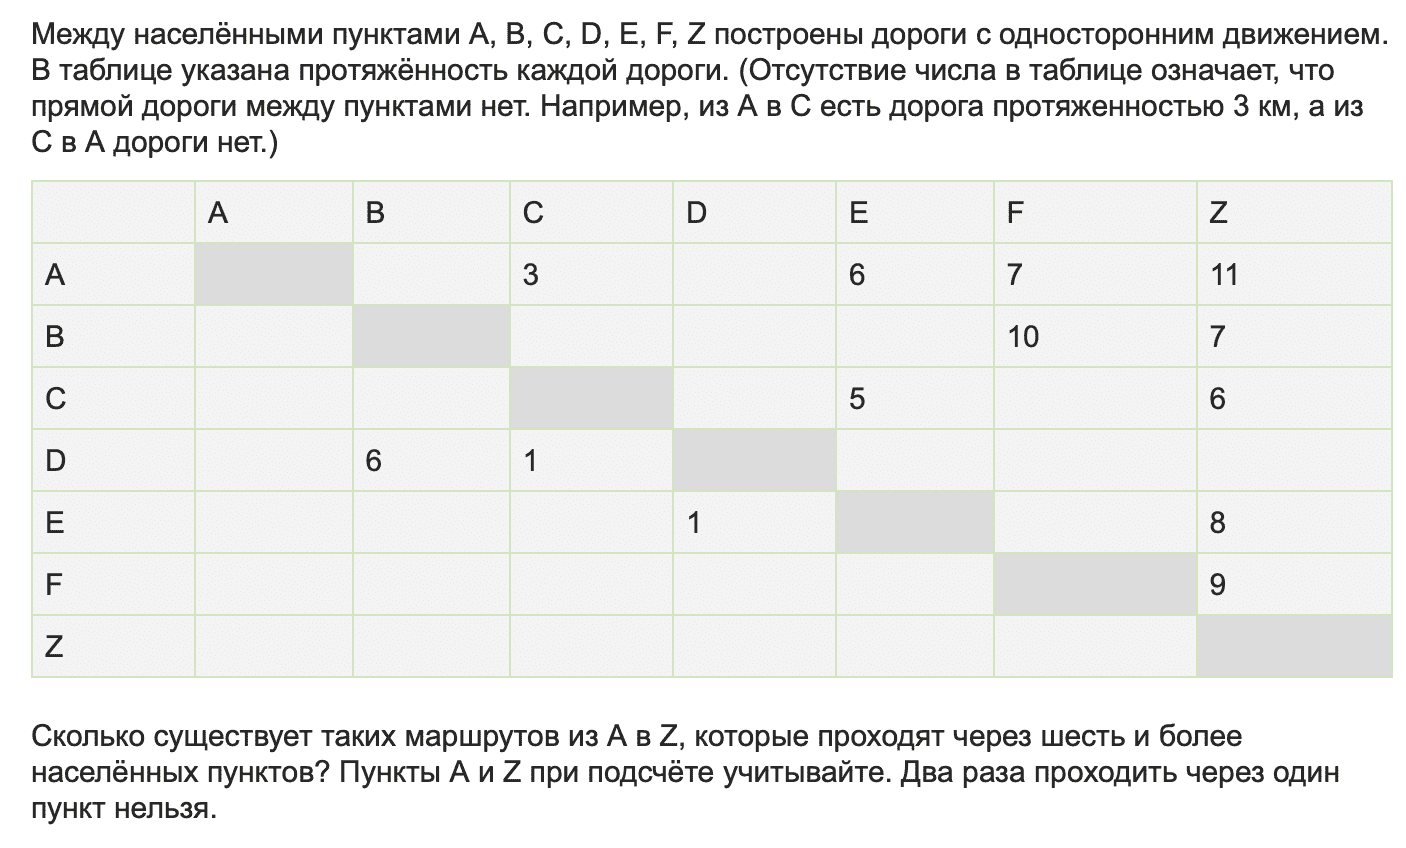 Между населёнными пунктами A, B, C, D, E, F, Z построены дороги с односторонним движением.
В таблице указана протяжённость каждой дороги. (Отсутствие числа в таблице означает, что
прямой дороги между пунктами нет. Например, из A в C есть дорога протяженностью 3 км, а из
C в A дороги нет.)
A B C D E F Z
A 3 6 7 11
B 10 7
C 5 6
D 6 1
E 1 8
F 9
Z
Сколько существует таких маршрутов из A в Z, которые проходят через шесть и более
населённых пунктов? Пункты A и Z при подсчёте учитывайте. Два раза проходить через один
пункт нельзя.